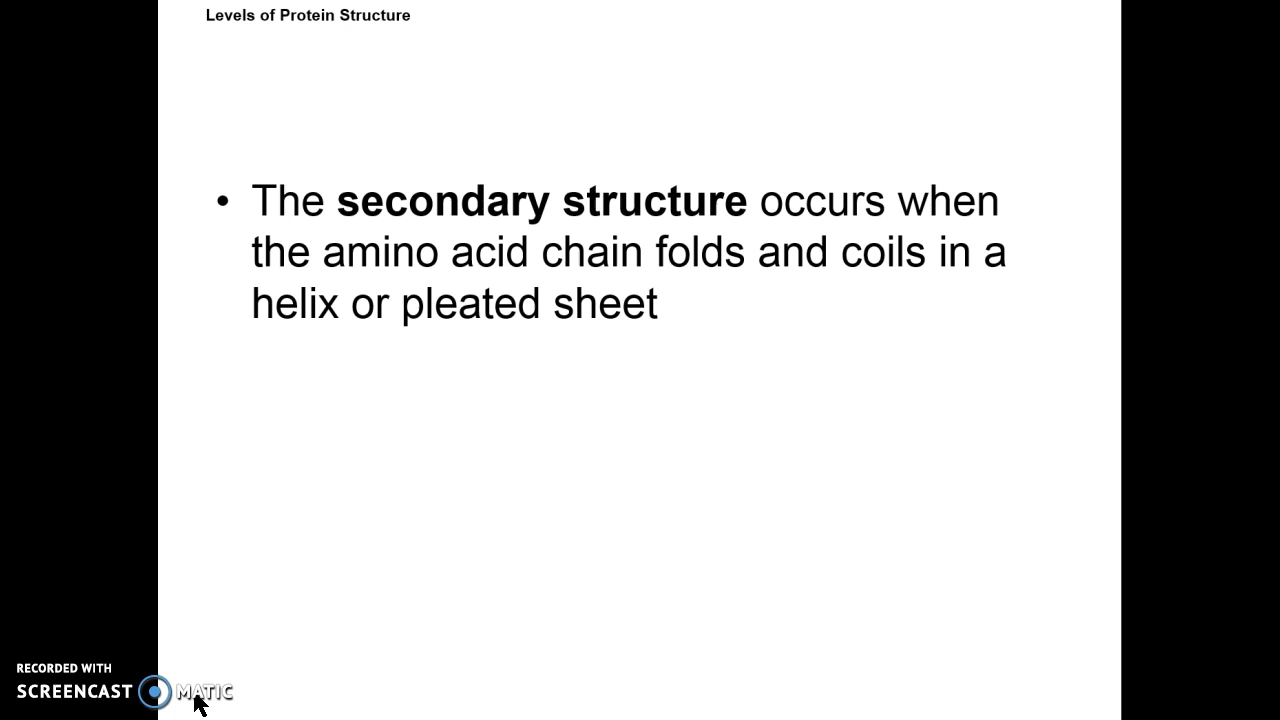 Levels of Protein Structure
• The secondary structure occurs when
the amino acid chain folds and coils in a
helix or pleated sheet
RECORDED WITH
SCREENCAST MATIC